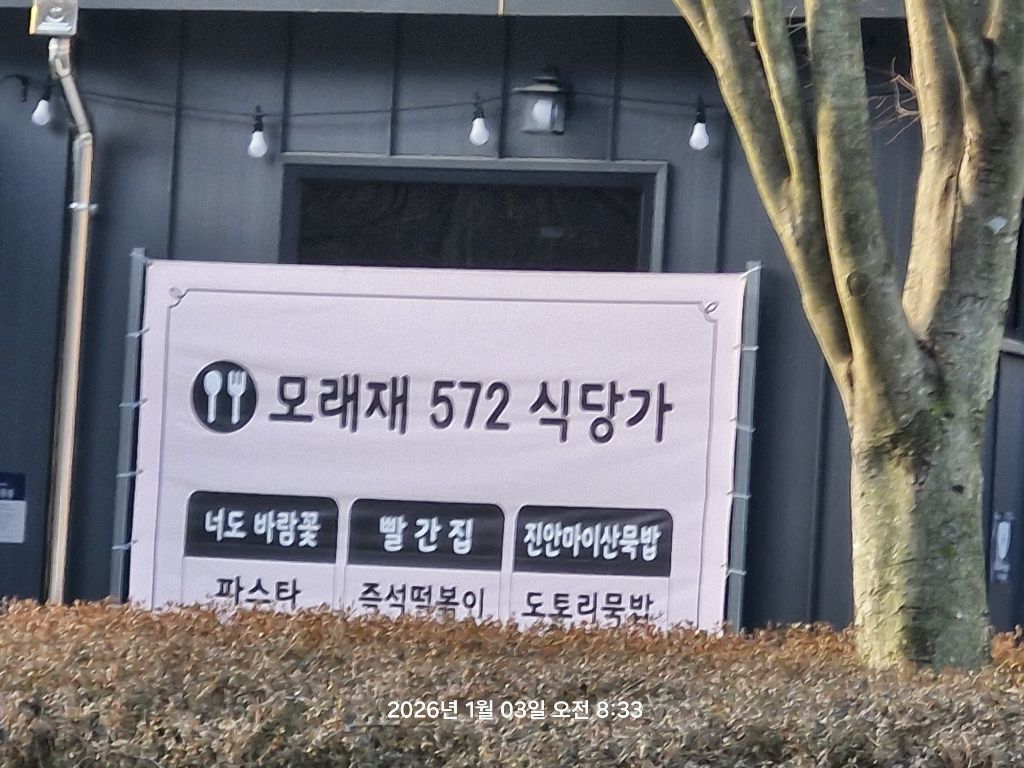 모래재 572 식당가
너도 바람꽃
빨간집
진안마이산묵밥
파스타
즉석떡볶이
도토리묵밥
2026년 1월 03일 오전 8:33